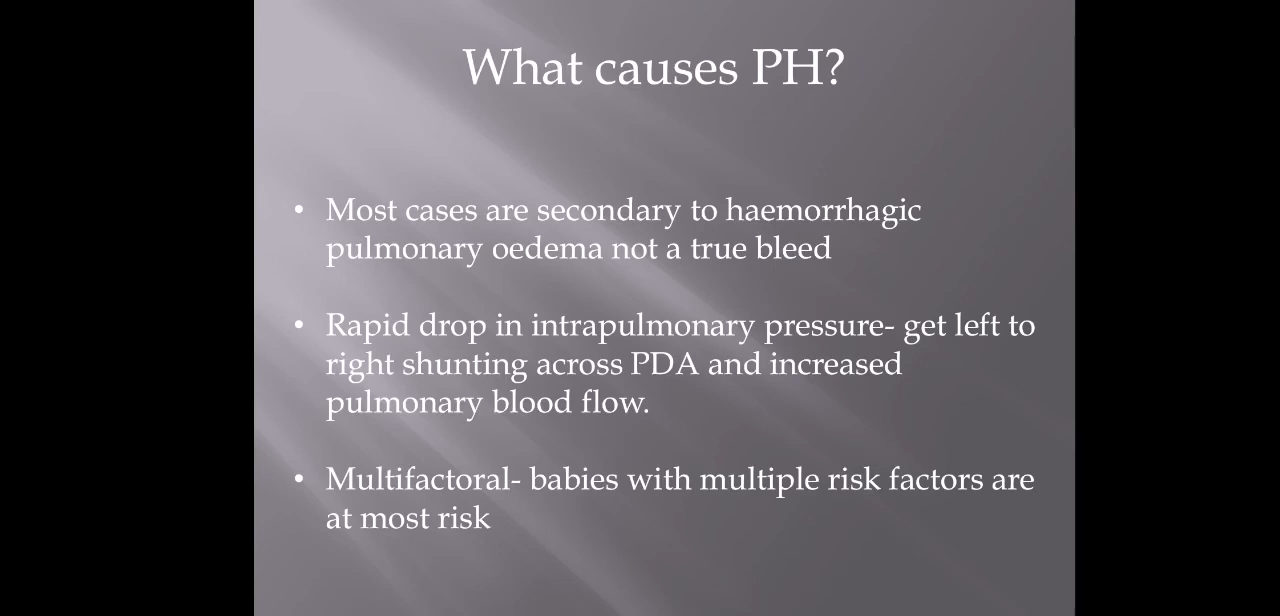 What causes PH?
• Most cases are secondary to haemorrhagic
pulmonary oedema not a true bleed
• Rapid drop in intrapulmonary pressure- get left to
right shunting across PDA and increased
pulmonary blood flow.
• Multifactoral- babies with multiple risk factors are
at most risk